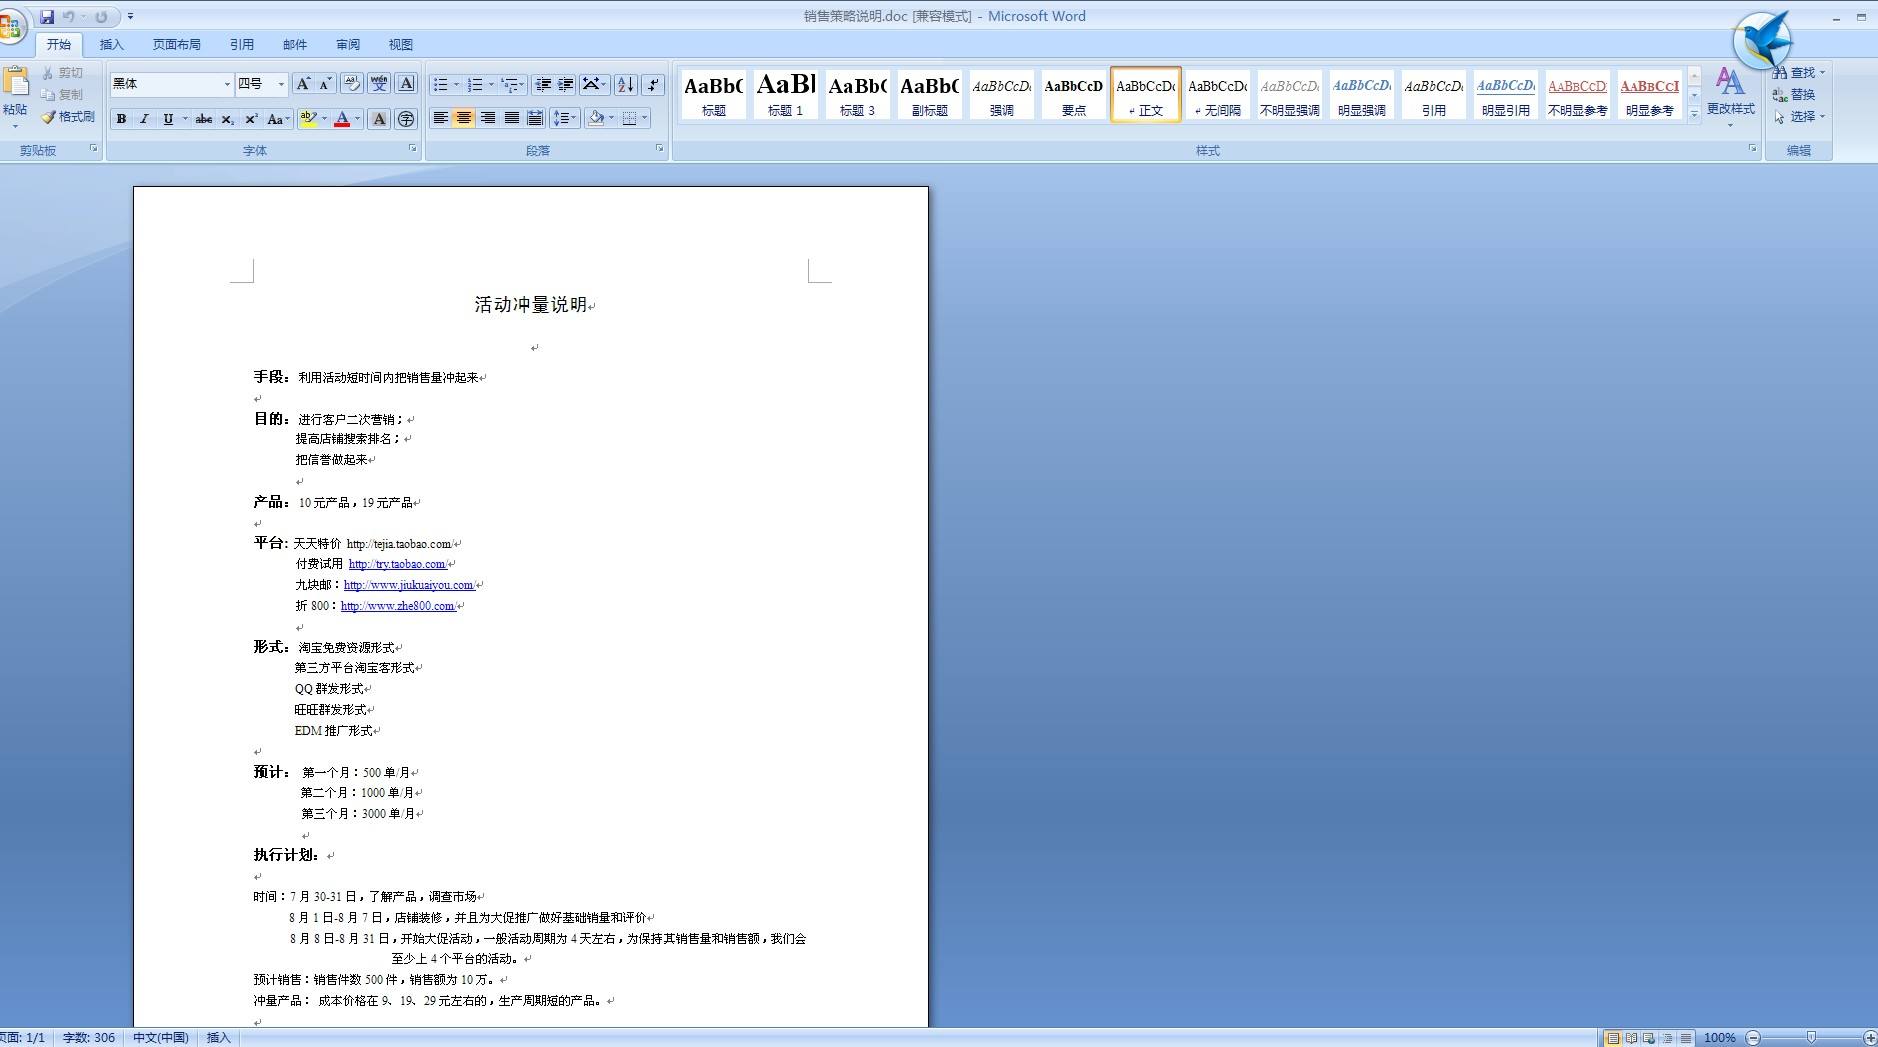 销售策略说明.doc [兼容模式] - Microsoft Word
开始 插入 页面布局 引用 邮件 审阅 视图
粘贴 剪切 复制 格式刷
黑体 四号
AaBbC AaBl AaBbC AaBbC AaBbCcDc AaBbCcD AaBbCcDc AaBbCcDc AaBbCcDc AaBbCcDc AaBbCcDc AaBbCcDc AaBbCcD AaBbCcI
标题 标题 1 标题 3 副标题 强调 要点 正文 无间隔 不明显强调 明显强调 引用 明显引用 不明显参考 明显参考
更改样式 查找 替换 选择
剪贴板 字体 段落 样式 编辑
活动冲量说明
手段：利用活动短时间内把销售量冲起来
目的：进行客户二次营销；
提高店铺搜索排名；
把信誉做起来
产品：10 元产品，19 元产品
平台: 天天特价 http://tejia.taobao.com/
付费试用 http://try.taobao.com/
九块邮：http://www.jiukuaiyou.com/
折 800：http://www.zhe800.com/
形式：淘宝免费资源形式
第三方平台淘宝客形式
QQ 群发形式
旺旺群发形式
EDM 推广形式
预计： 第一个月：500 单/月
第二个月：1000 单/月
第三个月：3000 单/月
执行计划：
时间：7 月 30-31 日，了解产品，调查市场
8 月 1 日-8 月 7 日，店铺装修，并且为大促推广做好基础销量和评价
8 月 8 日-8 月 31 日，开始大促活动，一般活动周期为 4 天左右，为保持其销售量和销售额，我们会
至少上 4 个平台的活动。
预计销售：销售件数 500 件，销售额为 10 万。
冲量产品： 成本价格在 9、19、29 元左右的，生产周期短的产品。
页面: 1/1 字数: 306 中文(中国) 插入 100%